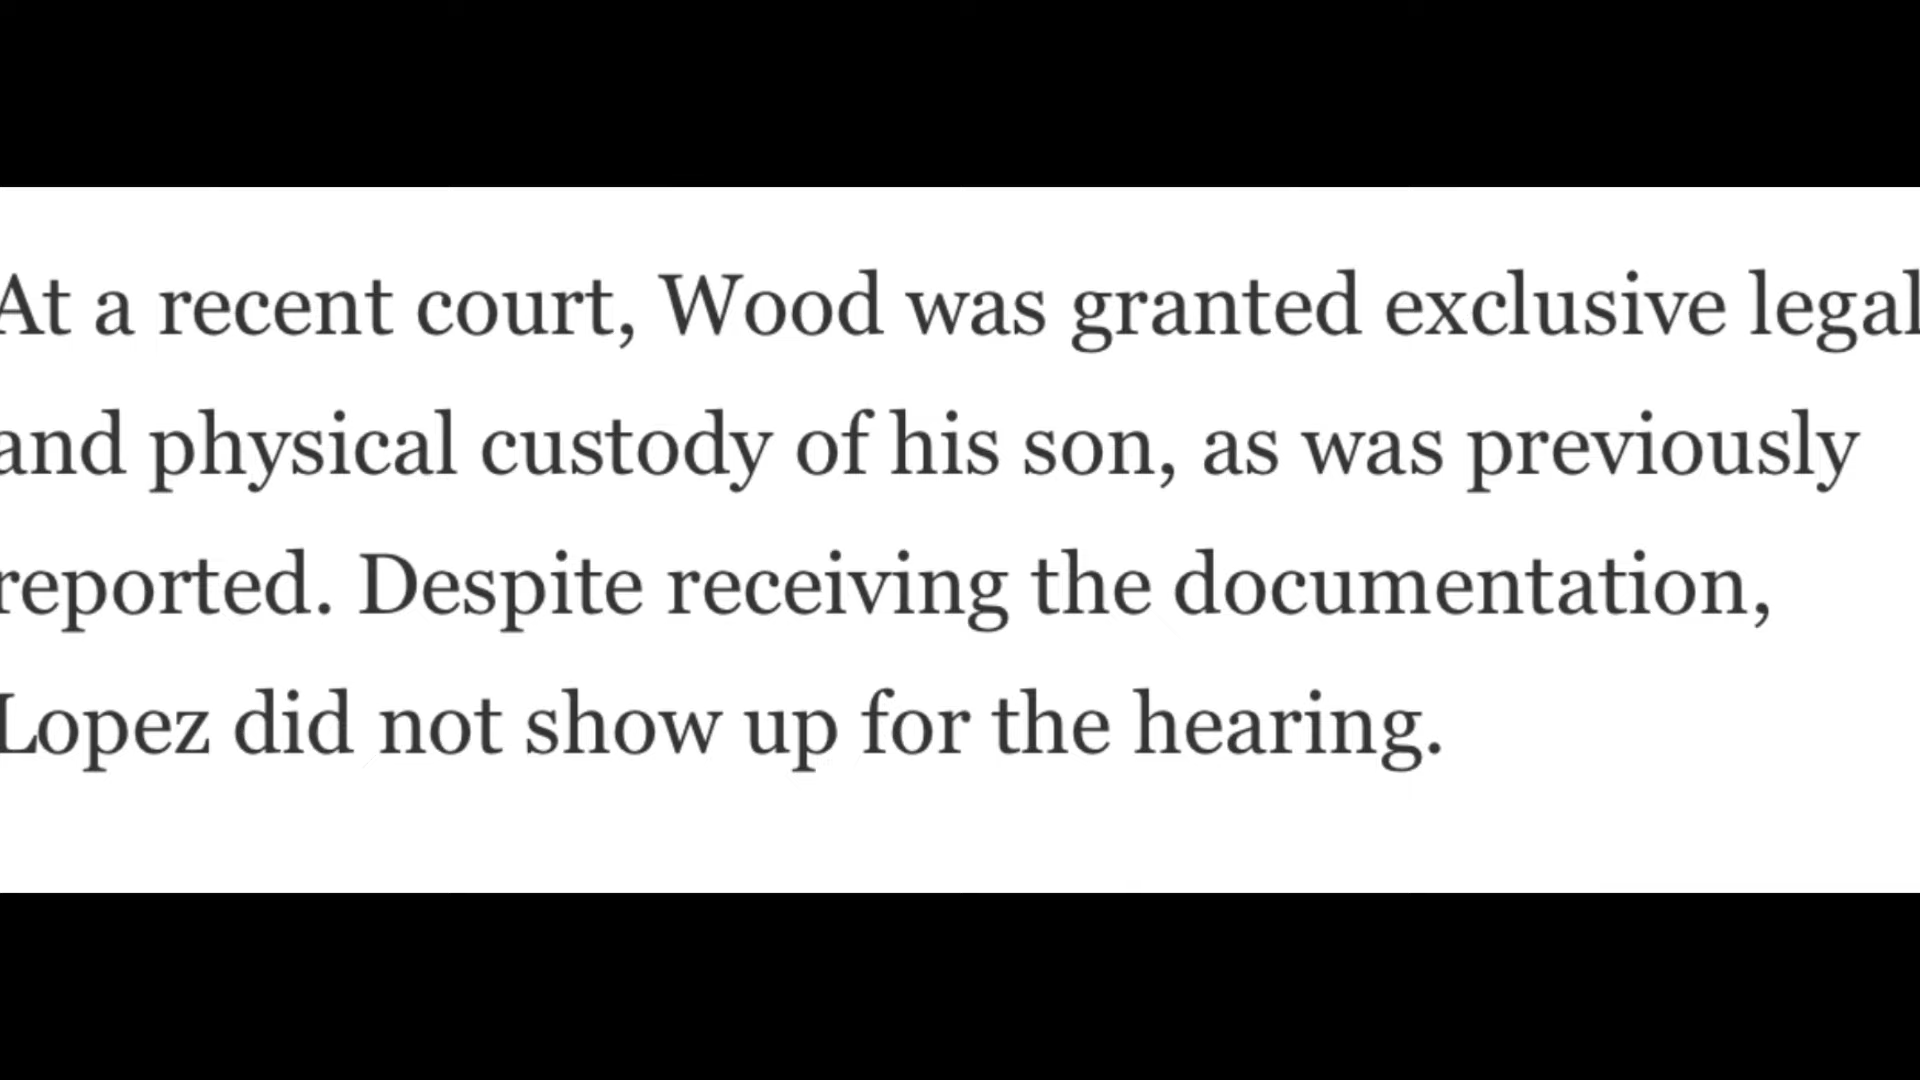 At a recent court, Wood was granted exclusive legal
and physical custody of his son, as was previously
reported. Despite receiving the documentation,
Lopez did not show up for the hearing.